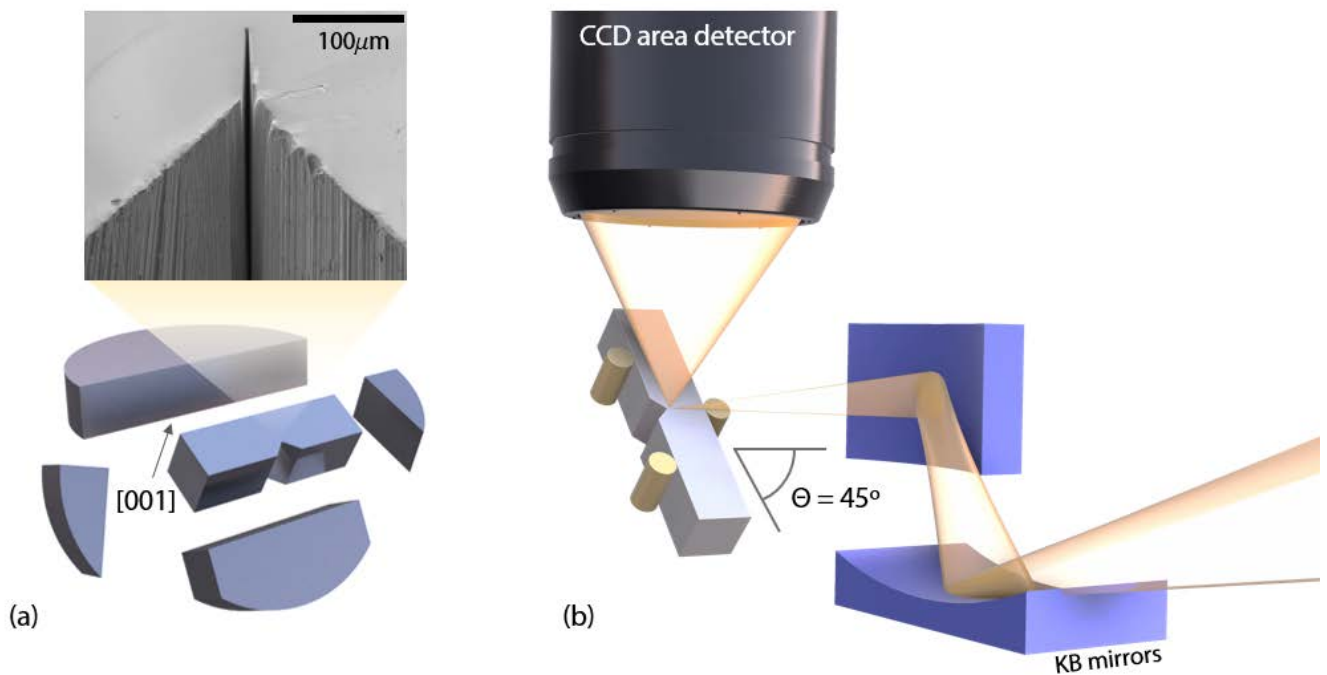 100μm
CCD area detector
[001]
Θ = 45º
(a)
(b)
KB mirrors